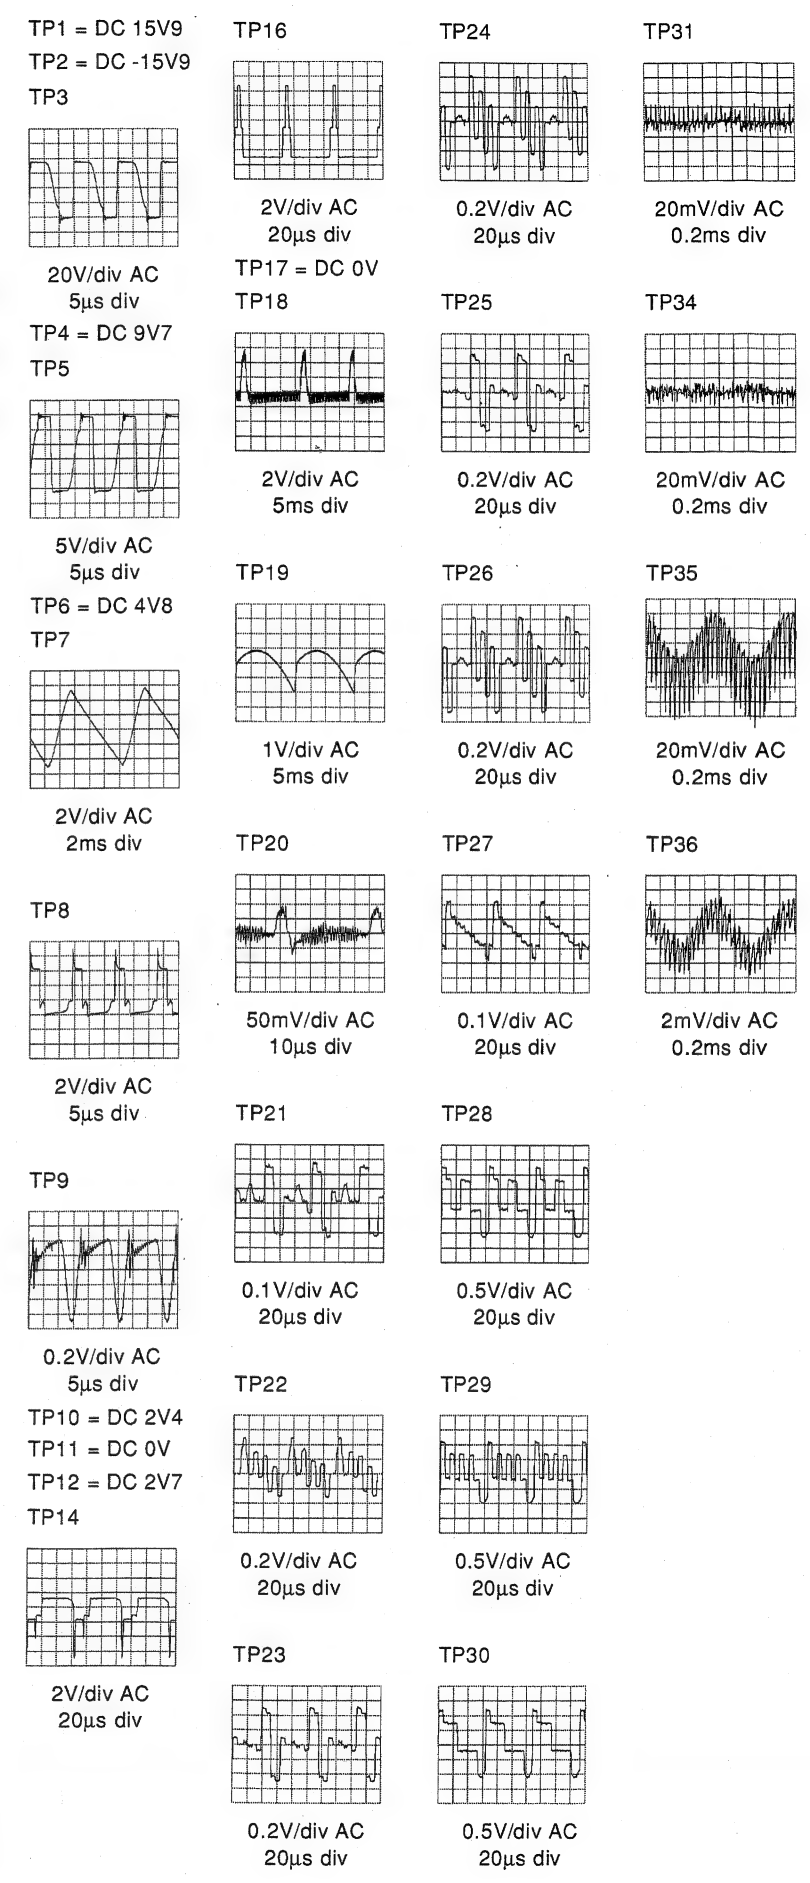 TP1 = DC 15V9
TP2 = DC -15V9
TP3
20V/div AC
5µs div
TP4 = DC 9V7
TP5
5V/div AC
5µs div
TP6 = DC 4V8
TP7
2V/div AC
2ms div
TP8
2V/div AC
5µs div
TP9
0.2V/div AC
5µs div
TP10 = DC 2V4
TP11 = DC 0V
TP12 = DC 2V7
TP14
2V/div AC
20µs div
TP16
2V/div AC
20µs div
TP17 = DC 0V
TP18
2V/div AC
5ms div
TP19
1V/div AC
5ms div
TP20
50mV/div AC
10µs div
TP21
0.1V/div AC
20µs div
TP22
0.2V/div AC
20µs div
TP23
0.2V/div AC
20µs div
TP24
0.2V/div AC
20µs div
TP25
0.2V/div AC
20µs div
TP26
0.2V/div AC
20µs div
TP27
0.1V/div AC
20µs div
TP28
0.5V/div AC
20µs div
TP29
0.5V/div AC
20µs div
TP30
0.5V/div AC
20µs div
TP31
20mV/div AC
0.2ms div
TP34
20mV/div AC
0.2ms div
TP35
20mV/div AC
0.2ms div
TP36
2mV/div AC
0.2ms div